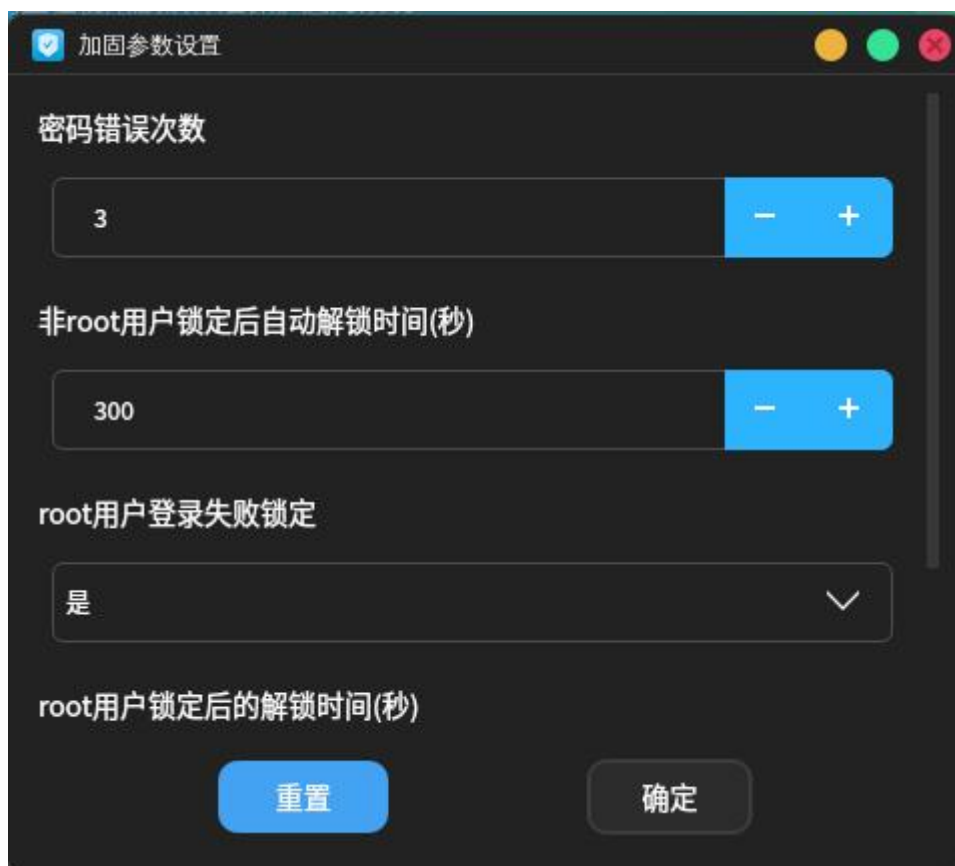 加固参数设置
密码错误次数
3
非root用户锁定后自动解锁时间(秒)
300
root用户登录失败锁定
是
root用户锁定后的解锁时间(秒)
重置
确定